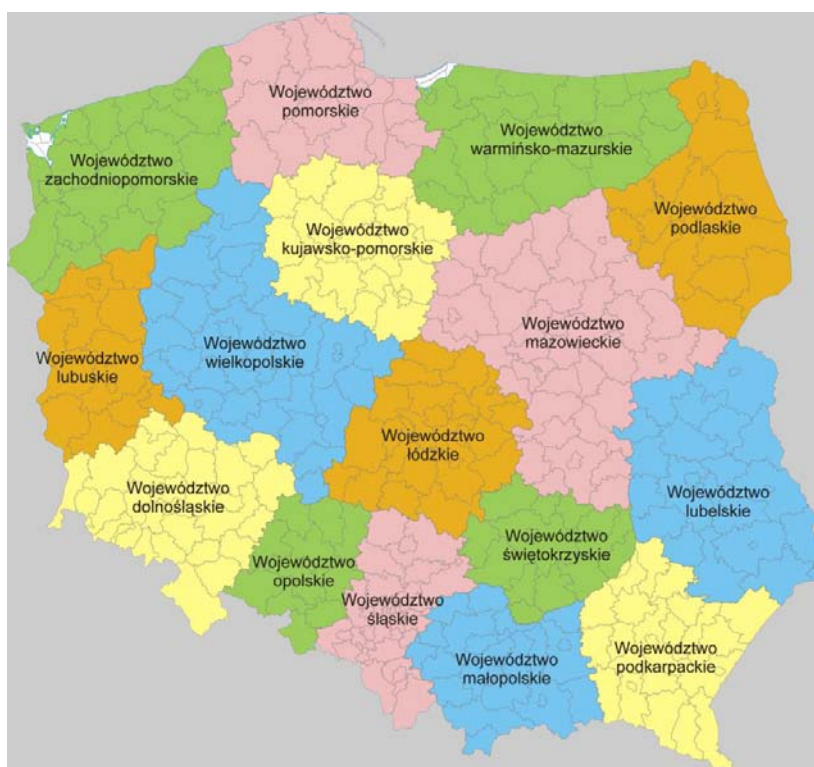 Województwo
pomorskie
Województwo
warmińsko-mazurskie
Województwo
zachodniopomorskie
Województwo
podlaskie
Województwo
kujawsko-pomorskie
Województwo
mazowieckie
Województwo
wielkopolskie
Województwo
lubuskie
Województwo
łódzkie
Województwo
dolnośląskie
Województwo
lubelskie
Województwo
świętokrzyskie
Województwo
opolskie
Województwo
śląskie
Województwo
małopolskie
Województwo
podkarpackie